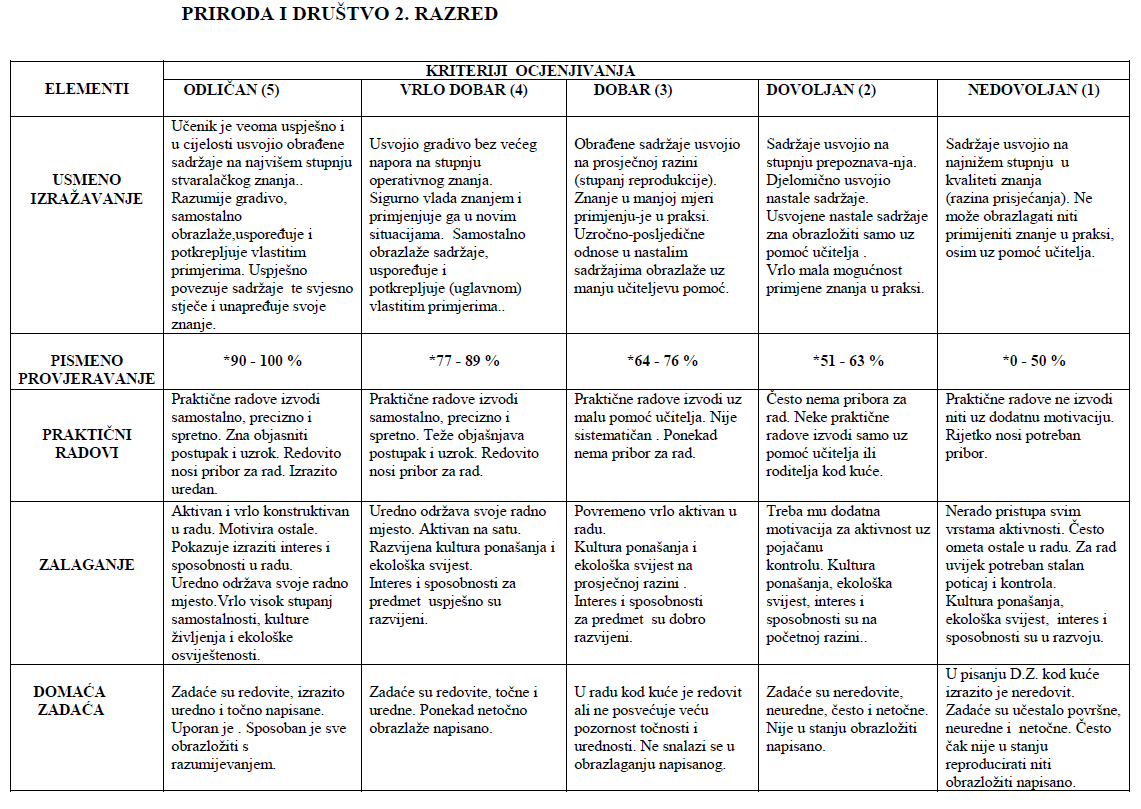 PRIRODA I DRUŠTVO 2. RAZRED
ELEMENTI
KRITERIJI OCJENJIVANJA
ODLIČAN (5)
VRLO DOBAR (4)
DOBAR (3)
DOVOLJAN (2)
NEDOVOLJAN (1)
USMENO
IZRAŽAVANJE
Učenik je veoma uspješno i
u cijelosti usvojio obrađene
sadržaje na najvišem stupnju
stvaralačkog znanja..
Razumije gradivo,
samostalno
obrazlaže,uspoređuje i
potkrepljuje vlastitim
primjerima. Uspješno
povezuje sadržaje te svjesno
stječe i unapređuje svoje
znanje.
Usvojio gradivo bez većeg
napora na stupnju
operativnog znanja.
Sigurno vlada znanjem i
primjenjuje ga u novim
situacijama. Samostalno
obrazlaže sadržaje,
uspoređuje i
potkrepljuje (uglavnom)
vlastitim primjerima..
Obrađene sadržaje usvojio
na prosječnoj razini
(stupanj reprodukcije).
Znanje u manjoj mjeri
primjenju-je u praksi.
Uzročno-posljedične
odnose u nastalim
sadržajima obrazlaže uz
manju učiteljevu pomoć.
Sadržaje usvojio na
stupnju prepoznava-nja.
Djelomično usvojio
nastale sadržaje.
Usvojene nastale sadržaje
zna obrazložiti samo uz
pomoć učitelja .
Vrlo mala mogućnost
primjene znanja u praksi.
Sadržaje usvojio na
najnižem stupnju u
kvaliteti znanja
(razina prisjećanja). Ne
može obrazlagati niti
primijeniti znanje u praksi,
osim uz pomoć učitelja.
PISMENO
PROVJERAVANJE
*90 - 100 %
*77 - 89 %
*64 - 76 %
*51 - 63 %
*0 - 50 %
PRAKTIČNI
RADOVI
Praktične radove izvodi
samostalno, precizno i
spretno. Zna objasniti
postupak i uzrok. Redovito
nosi pribor za rad. Izrazito
uredan.
Praktične radove izvodi
samostalno, precizno i
spretno. Teže objašnjava
postupak i uzrok. Redovito
nosi pribor za rad.
Praktične radove izvodi uz
malu pomoć učitelja. Nije
sistematičan . Ponekad
nema pribor za rad.
Često nema pribora za
rad. Neke praktične
radove izvodi samo uz
pomoć učitelja ili
roditelja kod kuće.
Praktične radove ne izvodi
niti uz dodatnu motivaciju.
Rijetko nosi potreban
pribor.
ZALAGANJE
Aktivan i vrlo konstruktivan
u radu. Motivira ostale.
Pokazuje izraziti interes i
sposobnosti u radu.
Uredno održava svoje radno
mjesto.Vrlo visok stupanj
samostalnosti, kulture
življenja i ekološke
osviještenosti.
Uredno održava svoje radno
mjesto. Aktivan na satu.
Razvijena kultura ponašanja i
ekološka svijest.
Interes i sposobnosti za
predmet uspješno su
razvijeni.
Povremeno vrlo aktivan u
radu.
Kultura ponašanja i
ekološka svijest na
prosječnoj razini .
Interes i sposobnosti
za predmet su dobro
razvijeni.
Treba mu dodatna
motivacija za aktivnost uz
pojačanu
kontrolu. Kultura
ponašanja, ekološka
svijest, interes i
sposobnosti su na
početnoj razini..
Nerado pristupa svim
vrstama aktivnosti. Često
ometa ostale u radu. Za rad
uvijek potreban stalan
poticaj i kontrola.
Kultura ponašanja,
ekološka svijest, interes i
sposobnosti su u razvoju.
DOMAĆA
ZADAĆA
Zadaće su redovite, izrazito
uredno i točno napisane.
Uporan je . Sposoban je sve
obrazložiti s
razumijevanjem.
Zadaće su redovite, točne i
uredne. Ponekad netočno
obrazlaže napisano.
U radu kod kuće je redovit
ali ne posvećuje veću
pozornost točnosti i
urednosti. Ne snalazi se u
obrazlaganju napisanog.
Zadaće su neredovite,
neuredne, često i netočne.
Nije u stanju obrazložiti
napisano.
U pisanju D.Z. kod kuće
izrazito je neredovit.
Zadaće su učestalo površne,
neuredne i netočne. Često
čak nije u stanju
reproducirati niti
obrazložiti napisano.